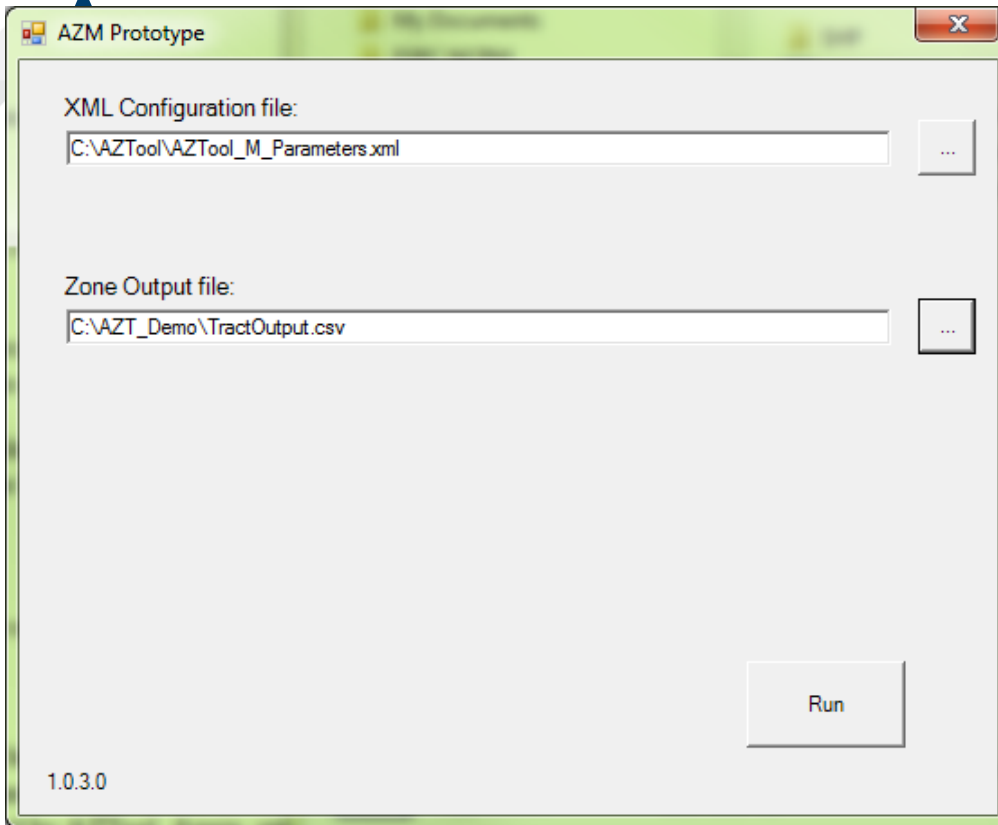 AZM Prototype
XML Configuration file:
C:\AZTool\AZTool_M_Parameters.xml
...
Zone Output file:
C:\AZT_Demo\TractOutput.csv
...
Run
1.0.3.0